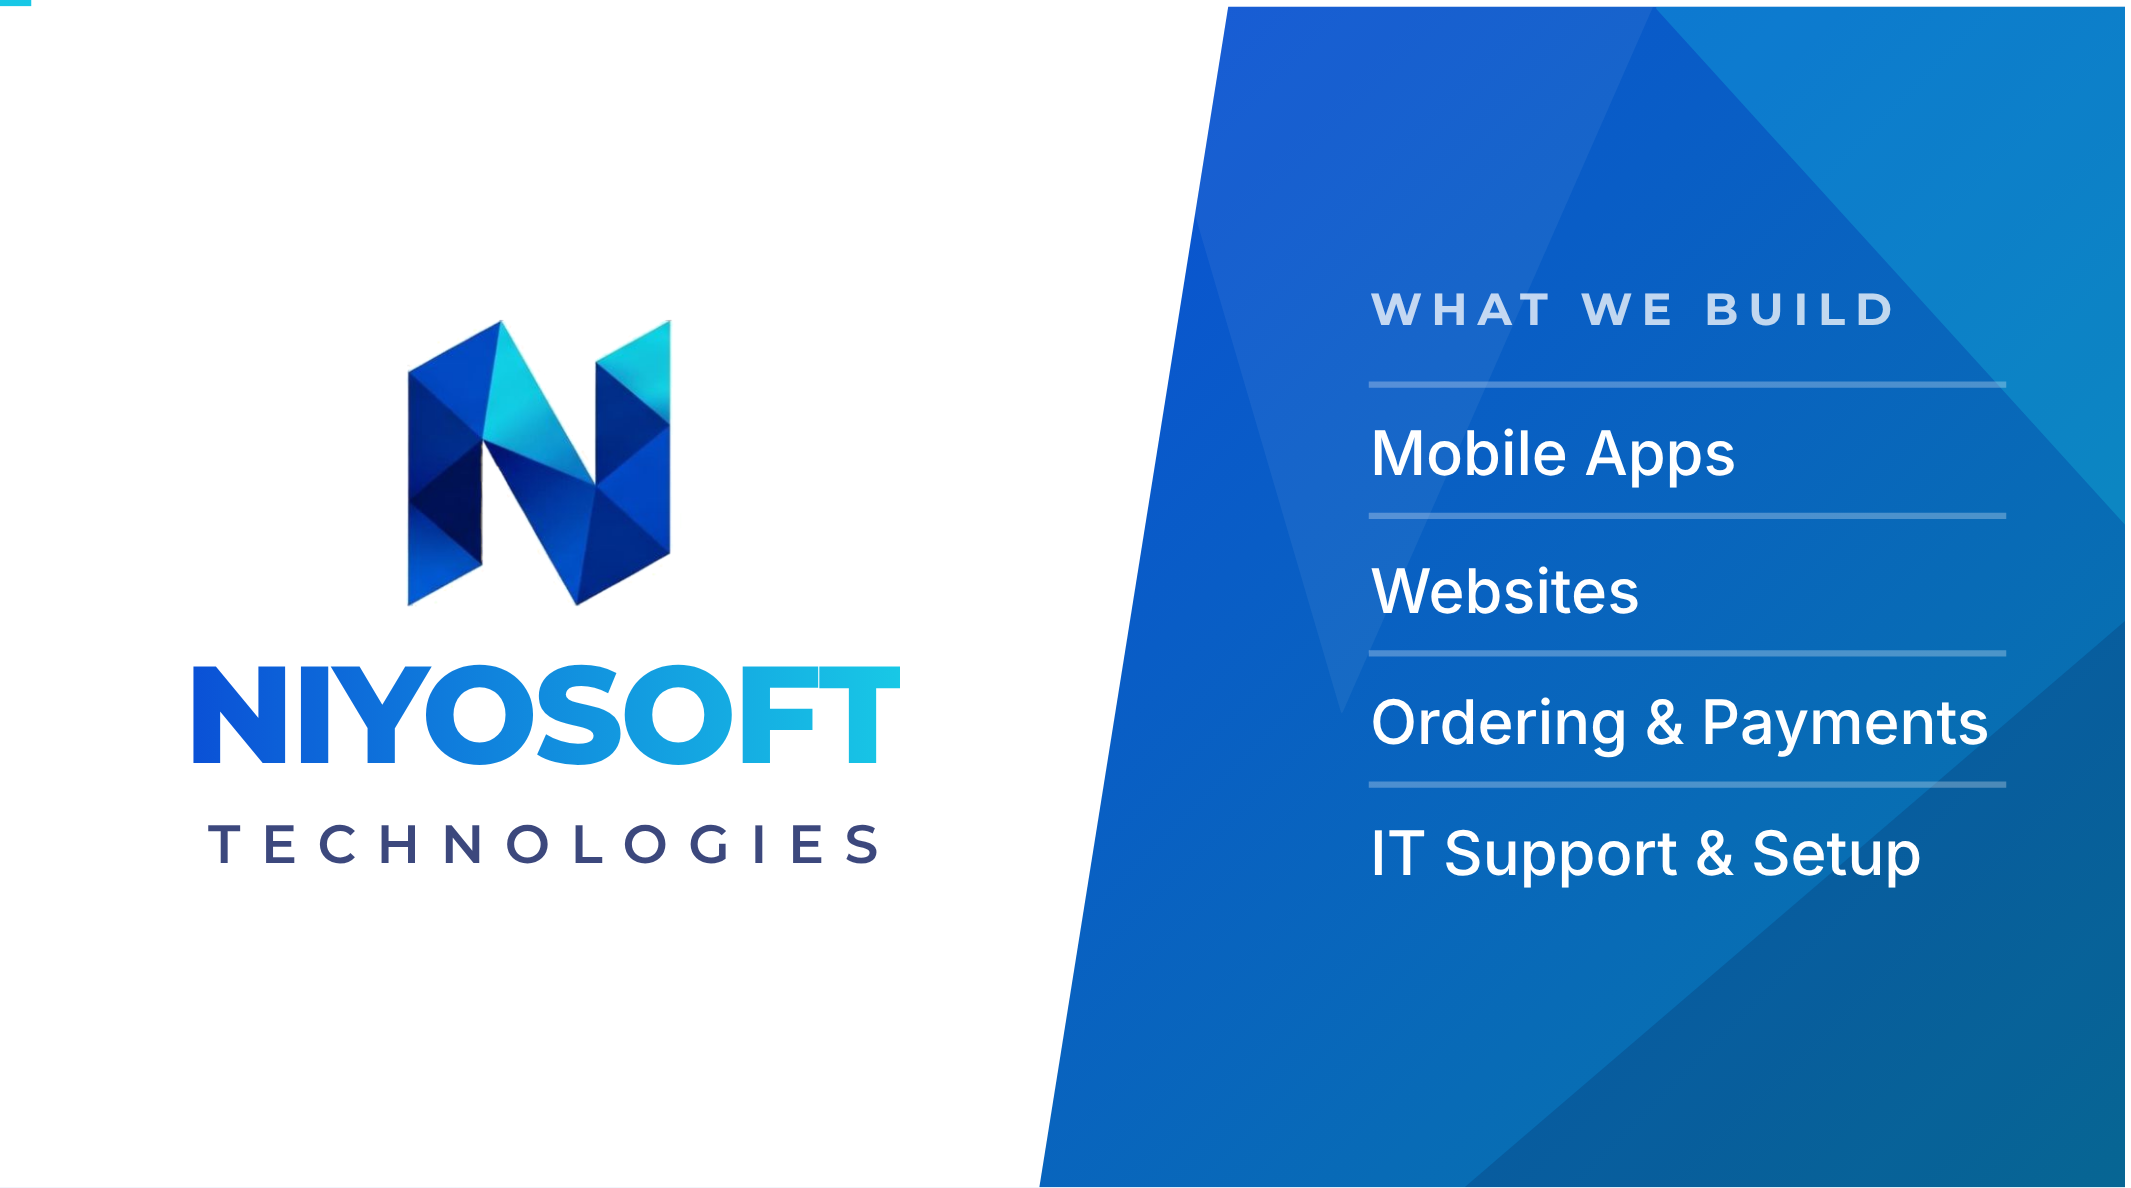 NIYOSOFT
TECHNOLOGIES
WHAT WE BUILD
Mobile Apps
Websites
Ordering & Payments
IT Support & Setup